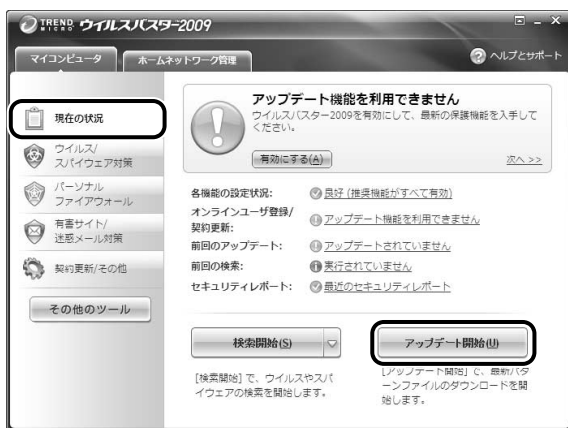 TREND MICRO ウイルスバスター2009
マイコンピュータ
ホームネットワーク管理
ヘルプとサポート
現在の状況
ウイルス/
スパイウェア対策
パーソナル
ファイアウォール
有害サイト/
迷惑メール対策
契約更新/その他
その他のツール
アップデート機能を利用できません
ウイルスバスター2009を有効にして、最新の保護機能を入手して
ください。
有効にする(A)
次へ >>
各機能の設定状況: 良好 (推奨機能がすべて有効)
オンラインユーザ登録/
契約更新: アップデート機能を利用できません
前回のアップデート: アップデートされていません
前回の検索: 実行されていません
セキュリティレポート: 最近のセキュリティレポート
検索開始(S)
アップデート開始(U)
[検索開始] で、ウイルスやスパ
イウェアの検索を開始します。
[アップデート開始] で、最新パタ
ーンファイルのダウンロードを開
始します。